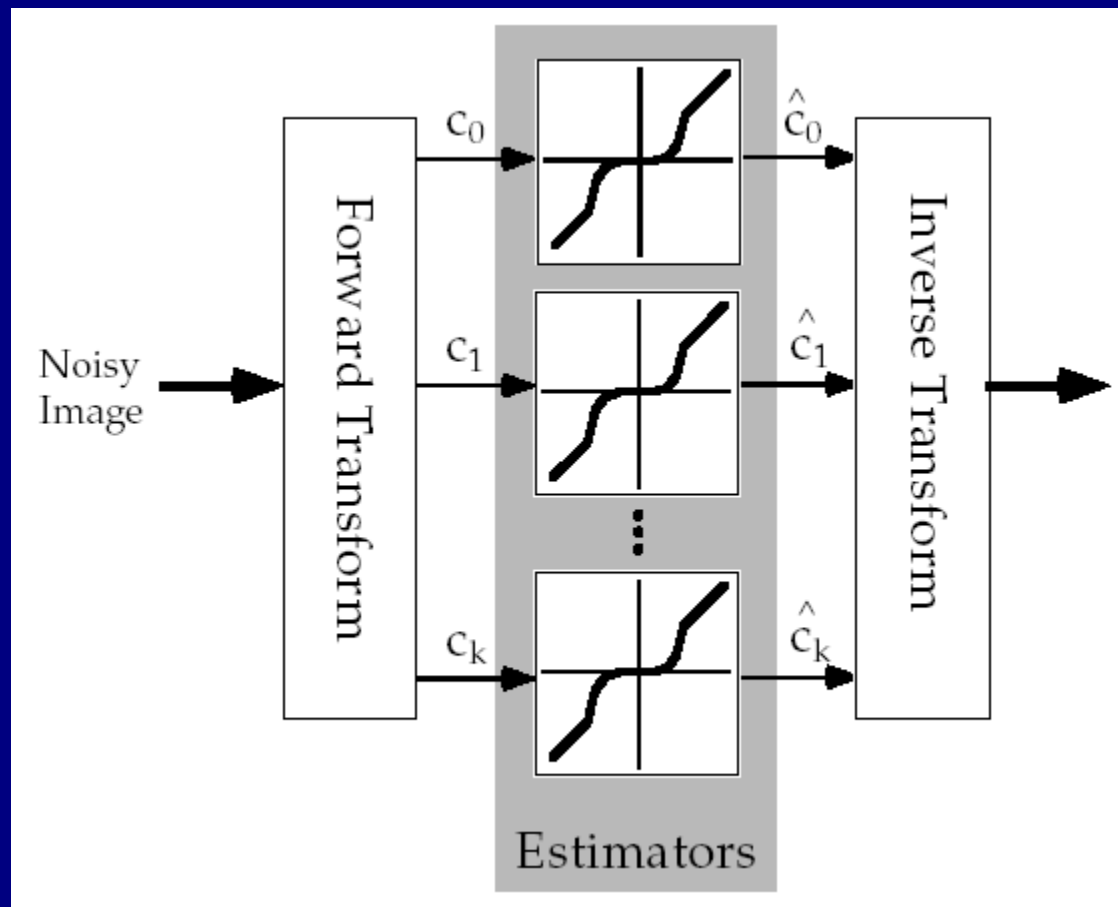 Noisy
Image
Forward Transform
c₀
c₁
cₖ
ĉ₀
ĉ₁
ĉₖ
Inverse Transform
Estimators